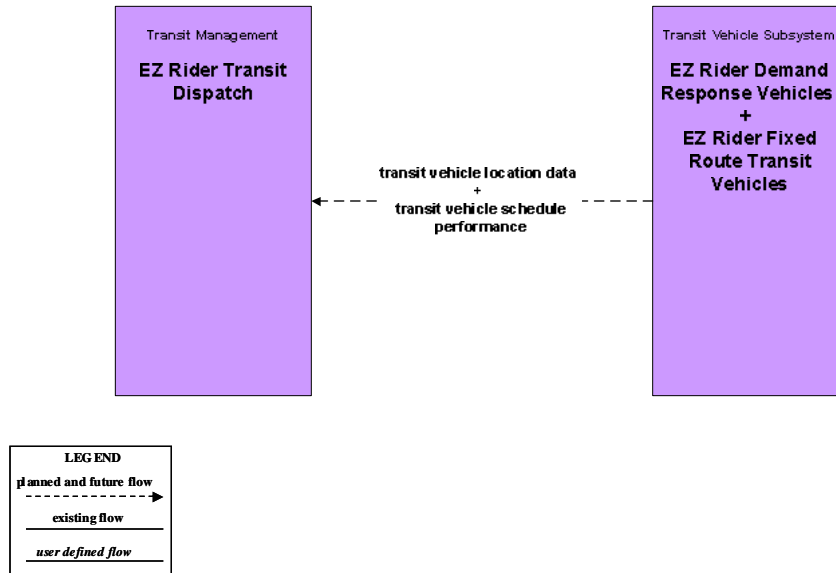 Transit Management
EZ Rider Transit
Dispatch
Transit Vehicle Subsystem
EZ Rider Demand
Response Vehicles
+
EZ Rider Fixed
Route Transit
Vehicles
transit vehicle location data
+
transit vehicle schedule
performance
LEGEND
planned and future flow
existing flow
user defined flow